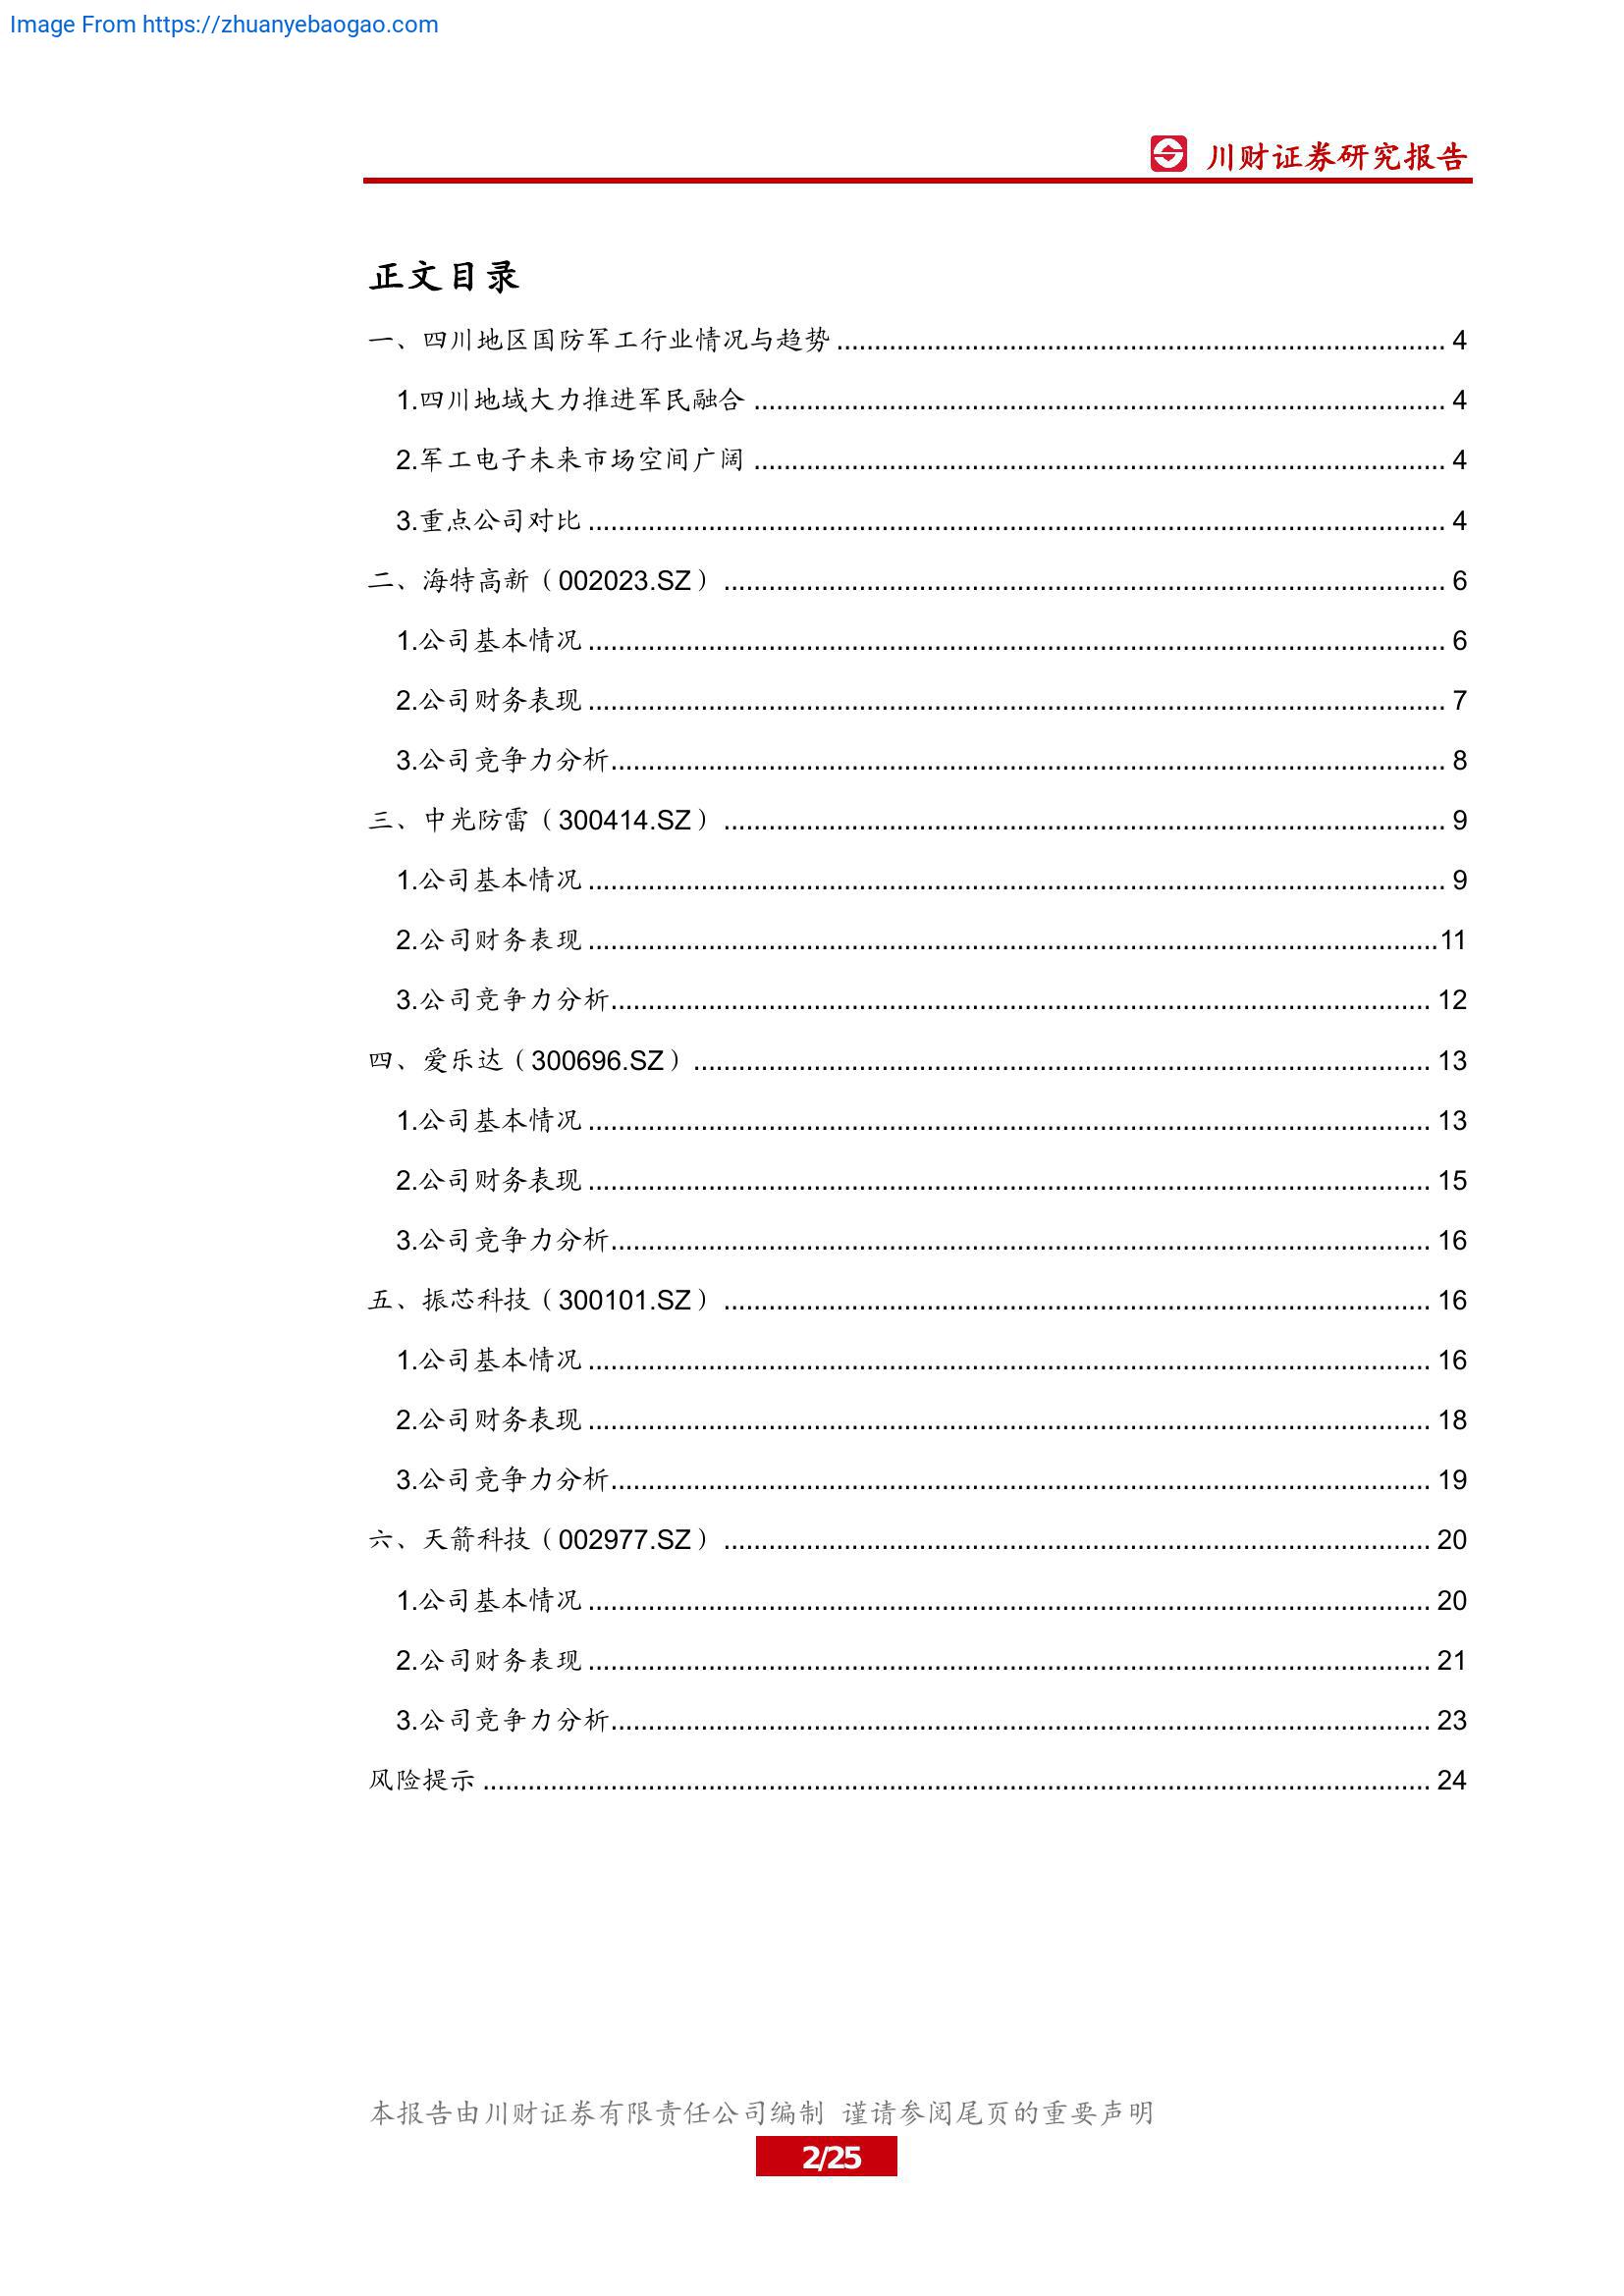 Image From https://zhuanyebaogao.com
川财证券研究报告
正文目录
一、四川地区国防军工行业情况与趋势 ................................................................................ 4
1.四川地域大力推进军民融合 ........................................................................................... 4
2.军工电子未来市场空间广阔 ........................................................................................... 4
3.重点公司对比 ................................................................................................................. 4
二、海特高新（002023.SZ） ............................................................................................... 6
1.公司基本情况 ................................................................................................................. 6
2.公司财务表现 ................................................................................................................. 7
3.公司竞争力分析.............................................................................................................. 8
三、中光防雷（300414.SZ） ............................................................................................... 9
1.公司基本情况 ................................................................................................................. 9
2.公司财务表现 ................................................................................................................11
3.公司竞争力分析............................................................................................................ 12
四、爱乐达（300696.SZ） ................................................................................................. 13
1.公司基本情况 ............................................................................................................... 13
2.公司财务表现 ............................................................................................................... 15
3.公司竞争力分析............................................................................................................ 16
五、振芯科技（300101.SZ） ............................................................................................. 16
1.公司基本情况 ............................................................................................................... 16
2.公司财务表现 ............................................................................................................... 18
3.公司竞争力分析............................................................................................................ 19
六、天箭科技（002977.SZ） ............................................................................................. 20
1.公司基本情况 ............................................................................................................... 20
2.公司财务表现 ............................................................................................................... 21
3.公司竞争力分析............................................................................................................ 23
风险提示 ............................................................................................................................. 24
本报告由川财证券有限责任公司编制 谨请参阅尾页的重要声明
2/25